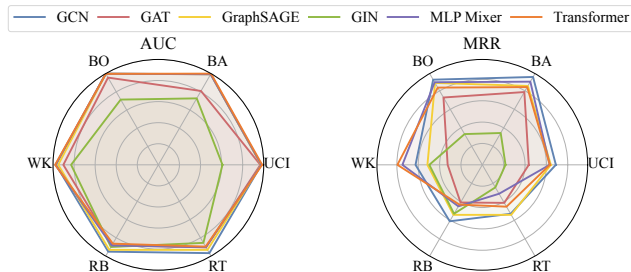 GCN GAT GraphSAGE GIN MLP Mixer Transformer
AUC
BO BA
WK UCI
RB RT
MRR
BO BA
WK UCI
RB RT